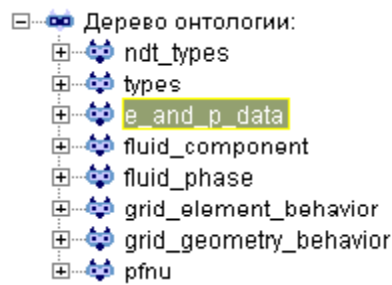 Дерево онтологии:
ndt_types
types
e_and_p_data
fluid_component
fluid_phase
grid_element_behavior
grid_geometry_behavior
pfnu